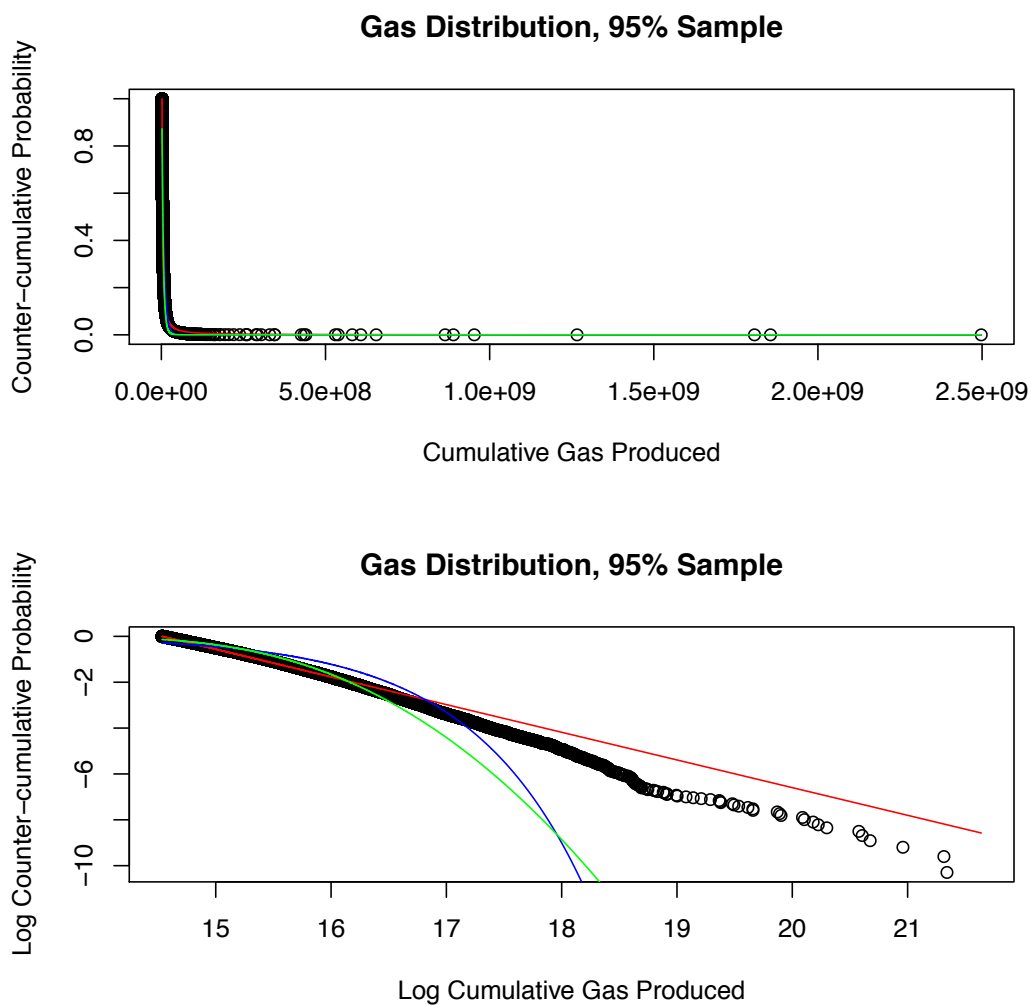 Gas Distribution, 95% Sample
Counter−cumulative Probability
0.8
0.4
0.0
0.0e+00 5.0e+08 1.0e+09 1.5e+09 2.0e+09 2.5e+09
Cumulative Gas Produced
Gas Distribution, 95% Sample
Log Counter−cumulative Probability
0
−2
−6
−10
15 16 17 18 19 20 21
Log Cumulative Gas Produced